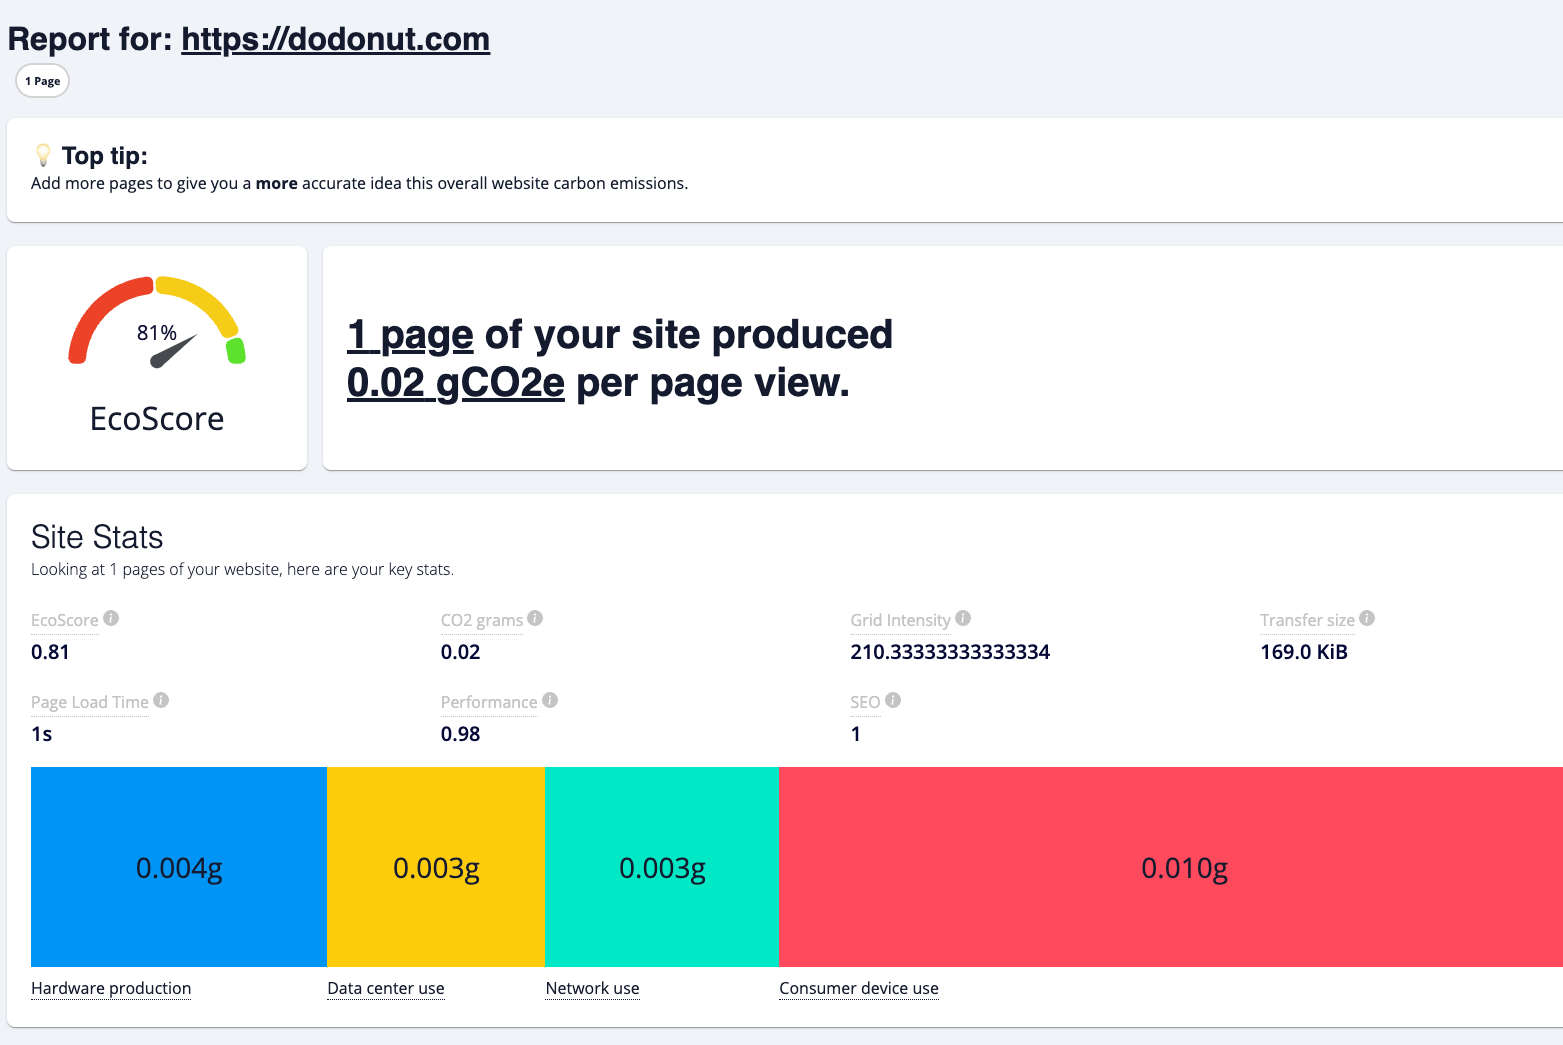 Report for: https://dodonut.com
1 Page
Top tip:
Add more pages to give you a more accurate idea this overall website carbon emissions.
81%
EcoScore
1 page of your site produced
0.02 gCO2e per page view.
Site Stats
Looking at 1 pages of your website, here are your key stats.
EcoScore i CO2 grams i Grid Intensity i Transfer size i
0.81 0.02 210.33333333333334 169.0 KiB
Page Load Time i Performance i SEO i
1s 0.98 1
0.004g 0.003g 0.003g 0.010g
Hardware production Data center use Network use Consumer device use